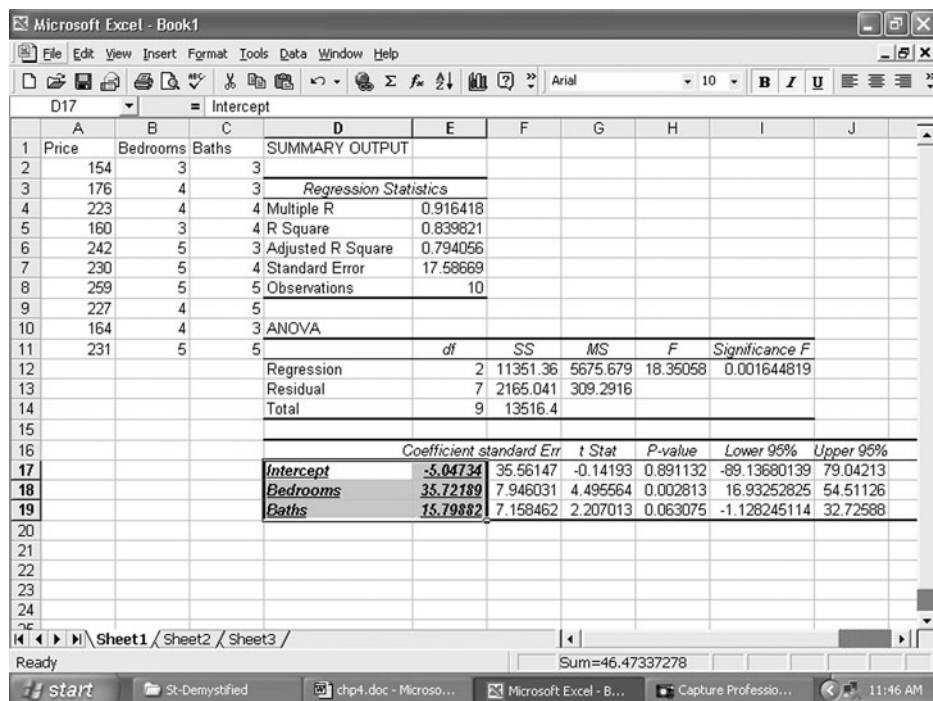 Microsoft Excel - Book1
File Edit View Insert Format Tools Data Window Help
Arial 10 B I U
D17 = Intercept
A B C D E F G H I J
1 Price Bedrooms Baths SUMMARY OUTPUT
2 154 3 3
3 176 4 3 Regression Statistics
4 223 4 4 Multiple R 0.916418
5 160 3 4 R Square 0.839821
6 242 5 3 Adjusted R Square 0.794056
7 230 5 4 Standard Error 17.58669
8 259 5 5 Observations 10
9 227 4 5
10 164 4 3 ANOVA
11 231 5 5 df SS MS F Significance F
12 Regression 2 11351.36 5675.679 18.35058 0.001644819
13 Residual 7 2165.041 309.2916
14 Total 9 13516.4
15
16 Coefficient standard Err t Stat P-value Lower 95% Upper 95%
17 Intercept -5.04734 35.56147 -0.14193 0.891132 -89.13680139 79.04213
18 Bedrooms 35.72189 7.946031 4.495564 0.002813 16.93252825 54.51126
19 Baths 15.79882 7.158462 2.207013 0.063075 -1.128245114 32.72588
20
21
22
23
24
Sheet1 Sheet2 Sheet3
Ready Sum=46.47337278
start St-Demystified chp4.doc - Microso... Microsoft Excel - B... Capture Professio... 11:46 AM